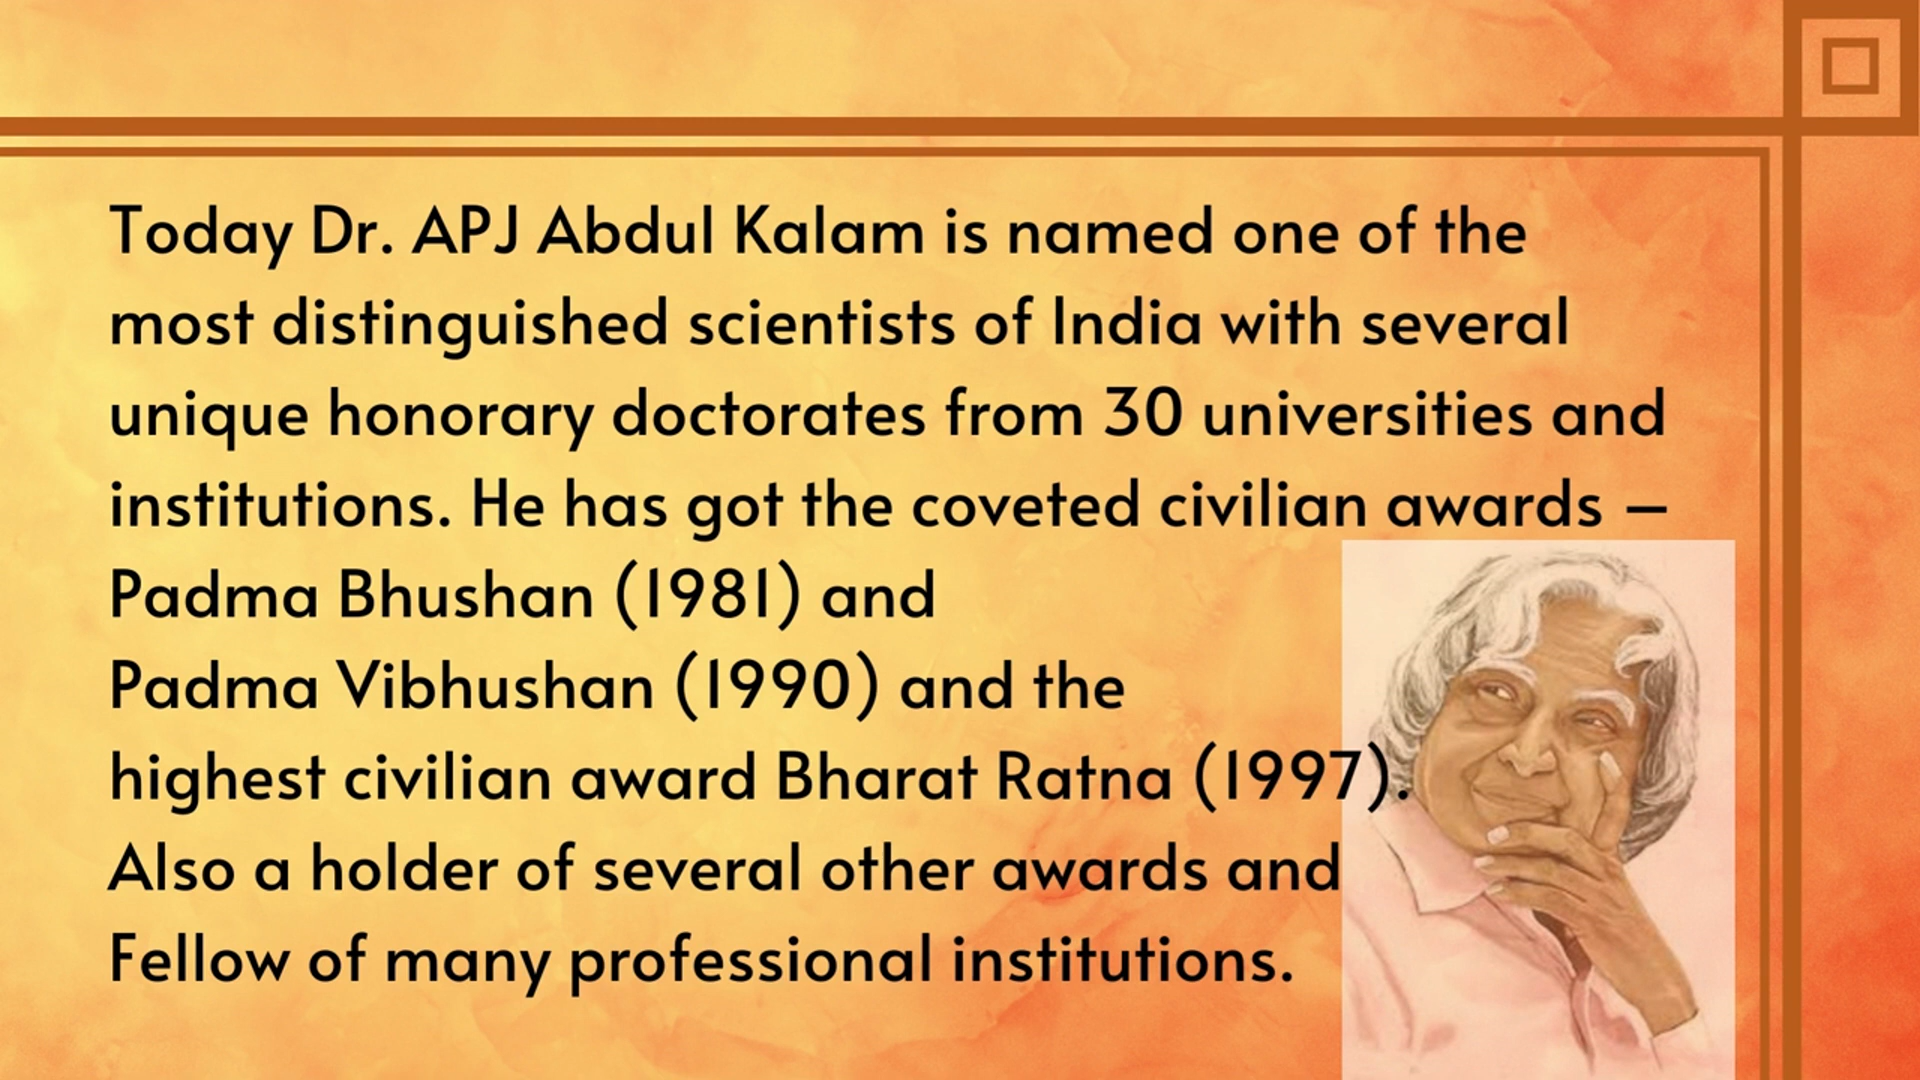 Today Dr. APJ Abdul Kalam is named one of the
most distinguished scientists of India with several
unique honorary doctorates from 30 universities and
institutions. He has got the coveted civilian awards –
Padma Bhushan (1981) and
Padma Vibhushan (1990) and the
highest civilian award Bharat Ratna (1997).
Also a holder of several other awards and
Fellow of many professional institutions.